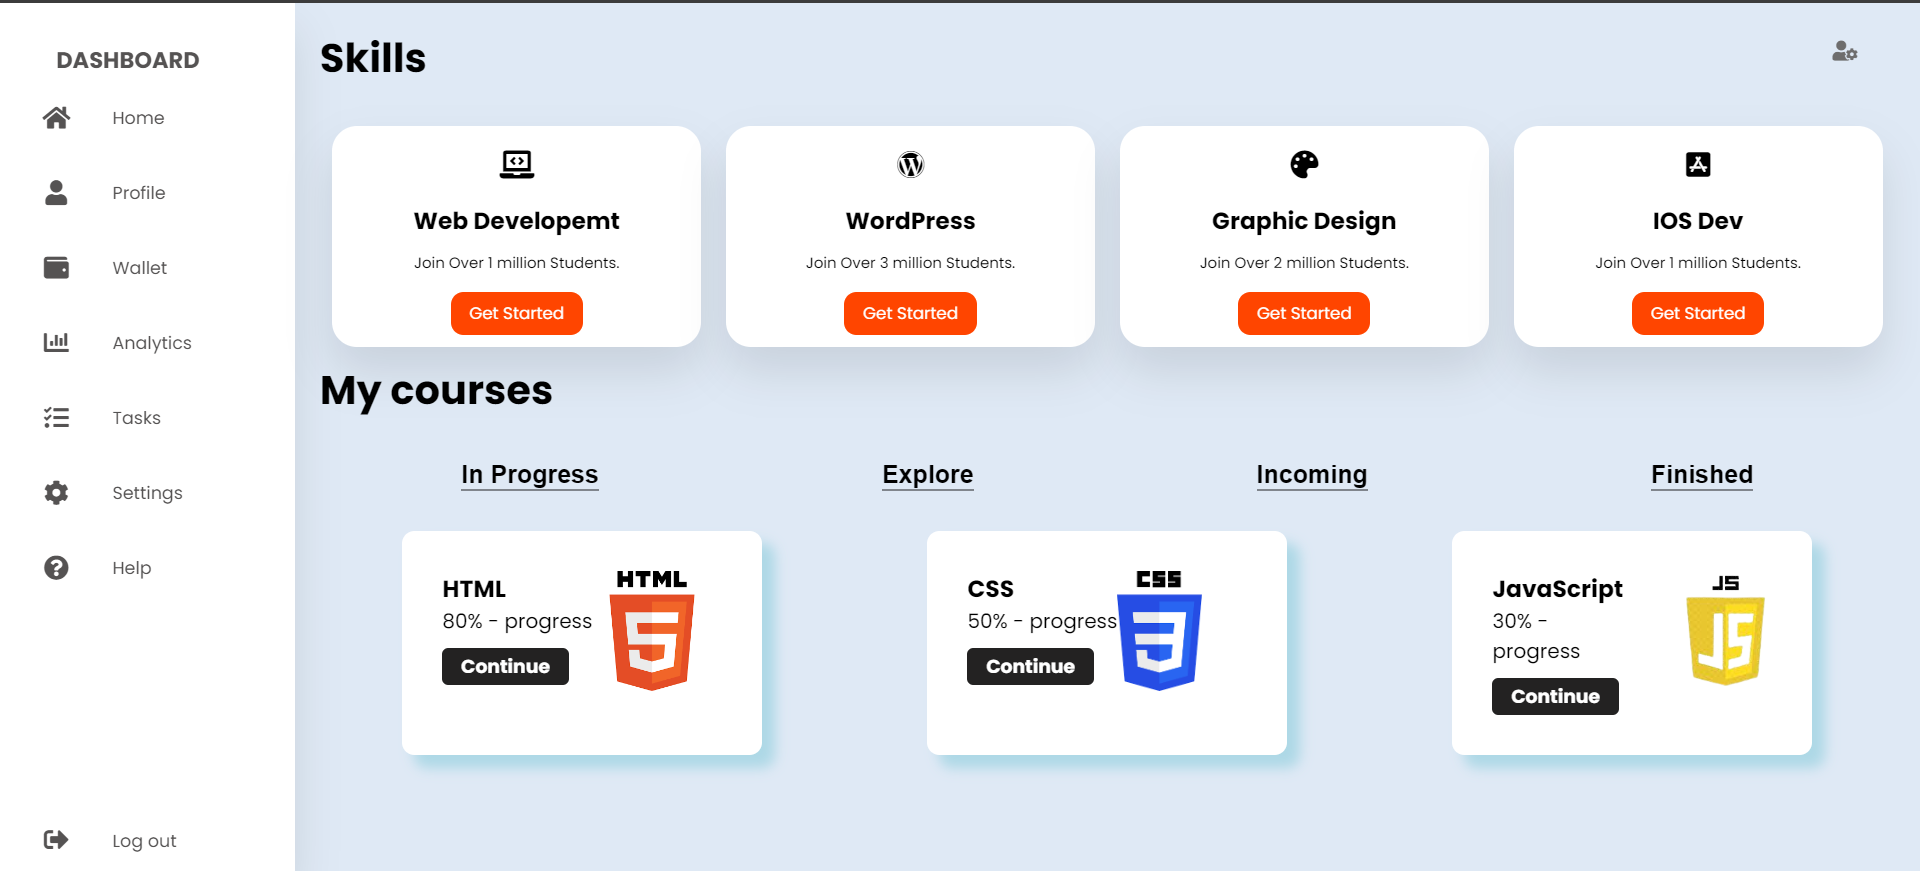 DASHBOARD
Home
Profile
Wallet
Analytics
Tasks
Settings
Help
Log out
Skills
Web Developemt
Join Over 1 million Students.
Get Started
WordPress
Join Over 3 million Students.
Get Started
Graphic Design
Join Over 2 million Students.
Get Started
IOS Dev
Join Over 1 million Students.
Get Started
My courses
In Progress
Explore
Incoming
Finished
HTML
80% - progress
Continue
HTML
5
CSS
50% - progress
Continue
CSS
3
JavaScript
30% -
progress
Continue
JS
JS